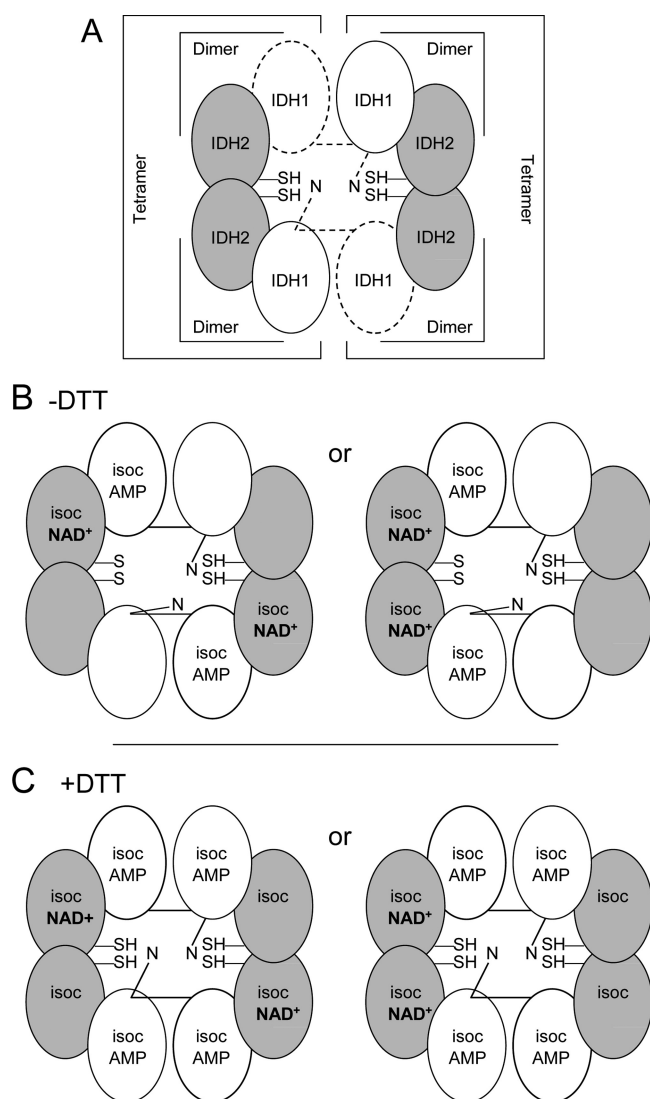 A
Dimer Dimer
IDH1 IDH1
IDH2 IDH2
Tetramer Tetramer
SH N N SH
SH SH
IDH2 IDH2
IDH1 IDH1
Dimer Dimer
B -DTT
or
isoc AMP
isoc NAD⁺
S
S
SH
N SH
N
isoc NAD⁺
isoc AMP
isoc AMP
isoc NAD⁺
S
S
SH
N SH
isoc NAD⁺
N
isoc AMP
C +DTT
or
isoc AMP
isoc AMP
isoc NAD+
isoc
SH
SH
N
SH
N SH
isoc
isoc NAD⁺
isoc AMP
isoc AMP
isoc AMP
isoc AMP
isoc NAD⁺
isoc
SH
SH
N
SH
N SH
isoc NAD⁺
isoc
isoc AMP
isoc AMP